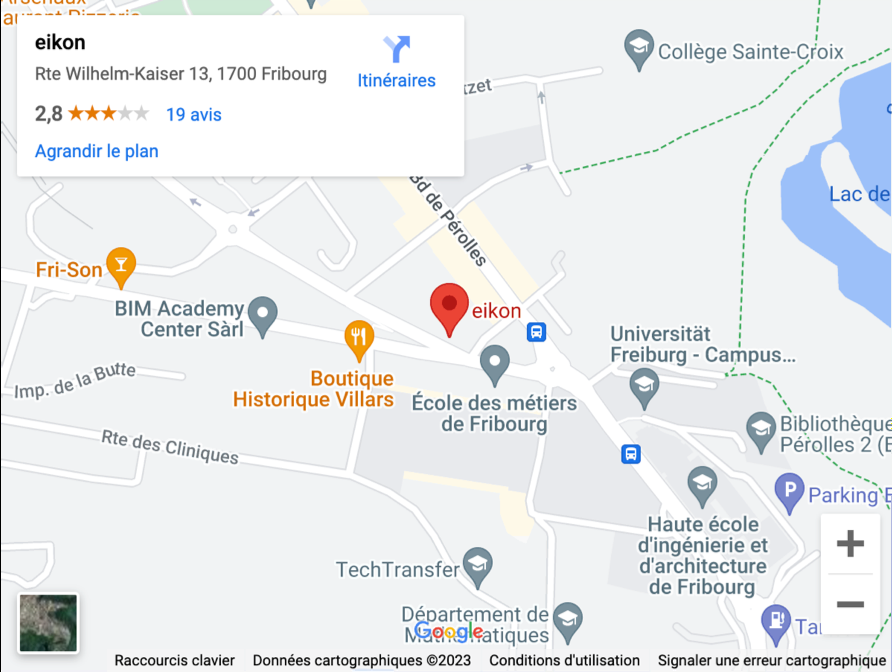 aurant Pizzeria
eikon
Rte Wilhelm-Kaiser 13, 1700 Fribourg
Itinéraires
2,8
19 avis
Agrandir le plan
Collège Sainte-Croix
Lac de
Bd de Pérolles
Fri-Son
BIM Academy
Center Sàrl
eikon
Universität
Freiburg - Campus...
Imp. de la Butte
Boutique
Historique Villars
École des métiers
de Fribourg
Bibliothèque
Pérolles 2 (B
Rte des Cliniques
P
Parking E
Haute école
d'ingénierie et
d'architecture
de Fribourg
TechTransfer
Département de
Mathématiques
Google
Raccourcis clavier
Données cartographiques ©2023
Conditions d'utilisation
Signaler une erreur cartographique